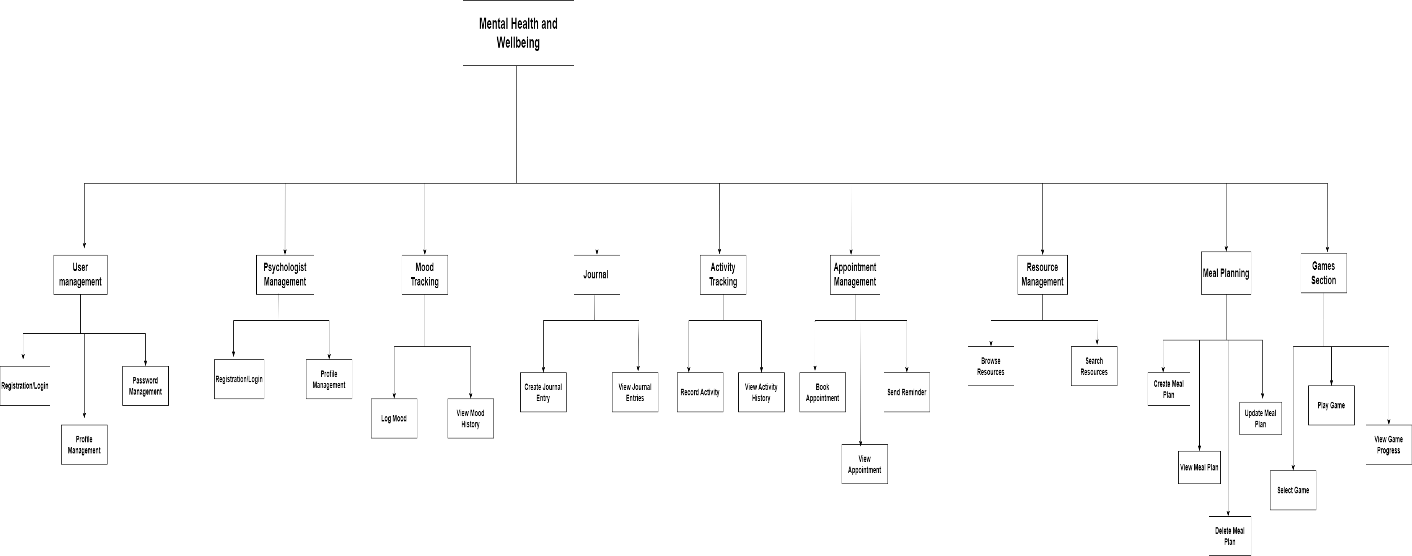 Mental Health and
Wellbeing
User
management
Psychologist
Management
Mood
Tracking
Journal
Activity
Tracking
Appointment
Management
Resource
Management
Meal Planning
Games
Section
Registration/Login
Profile
Management
Password
Management
Registration/Login
Profile
Management
Log Mood
View Mood
History
Create Journal
Entry
View Journal
Entries
Record Activity
View Activity
History
Book
Appointment
View
Appointment
Send Reminder
Browse
Resources
Search
Resources
Create Meal
Plan
View Meal Plan
Delete Meal
Plan
Update Meal
Plan
Select Game
Play Game
View Game
Progress